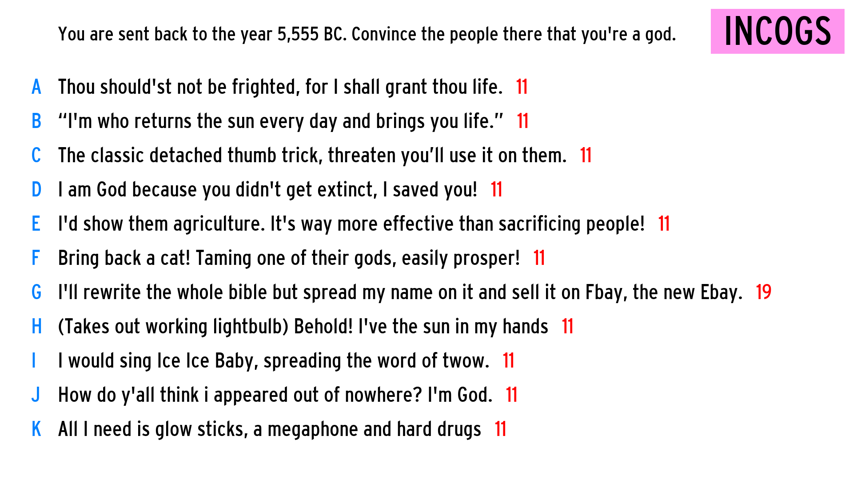 You are sent back to the year 5,555 BC. Convince the people there that you're a god.
INCOGS
A Thou should'st not be frighted, for I shall grant thou life. 11
B “I'm who returns the sun every day and brings you life.” 11
C The classic detached thumb trick, threaten you’ll use it on them. 11
D I am God because you didn't get extinct, I saved you! 11
E I'd show them agriculture. It's way more effective than sacrificing people! 11
F Bring back a cat! Taming one of their gods, easily prosper! 11
G I'll rewrite the whole bible but spread my name on it and sell it on Fbay, the new Ebay. 19
H (Takes out working lightbulb) Behold! I've the sun in my hands 11
I I would sing Ice Ice Baby, spreading the word of twow. 11
J How do y'all think i appeared out of nowhere? I'm God. 11
K All I need is glow sticks, a megaphone and hard drugs 11